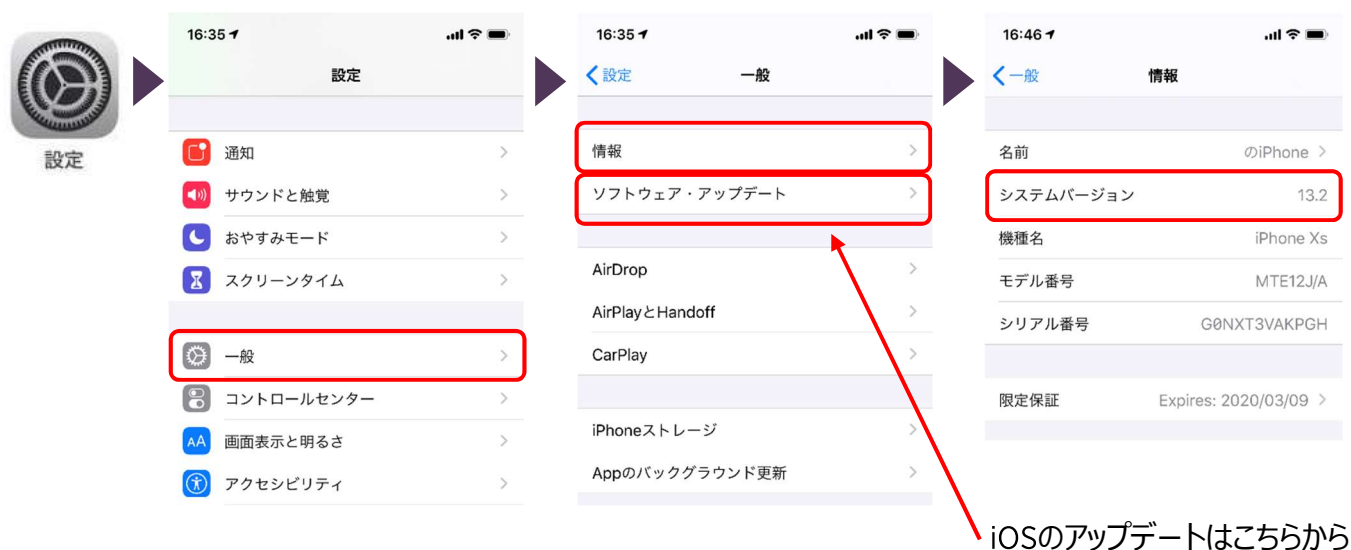 設定
16:35
設定
通知
サウンドと触覚
おやすみモード
スクリーンタイム
一般
コントロールセンター
AA 画面表示と明るさ
アクセシビリティ
16:35
設定 一般
情報
ソフトウェア・アップデート
AirDrop
AirPlayとHandoff
CarPlay
iPhoneストレージ
Appのバックグラウンド更新
16:46
一般 情報
名前 のiPhone
システムバージョン 13.2
機種名 iPhone Xs
モデル番号 MTE12J/A
シリアル番号 G0NXT3VAKPGH
限定保証 Expires: 2020/03/09
iOSのアップデートはこちらから